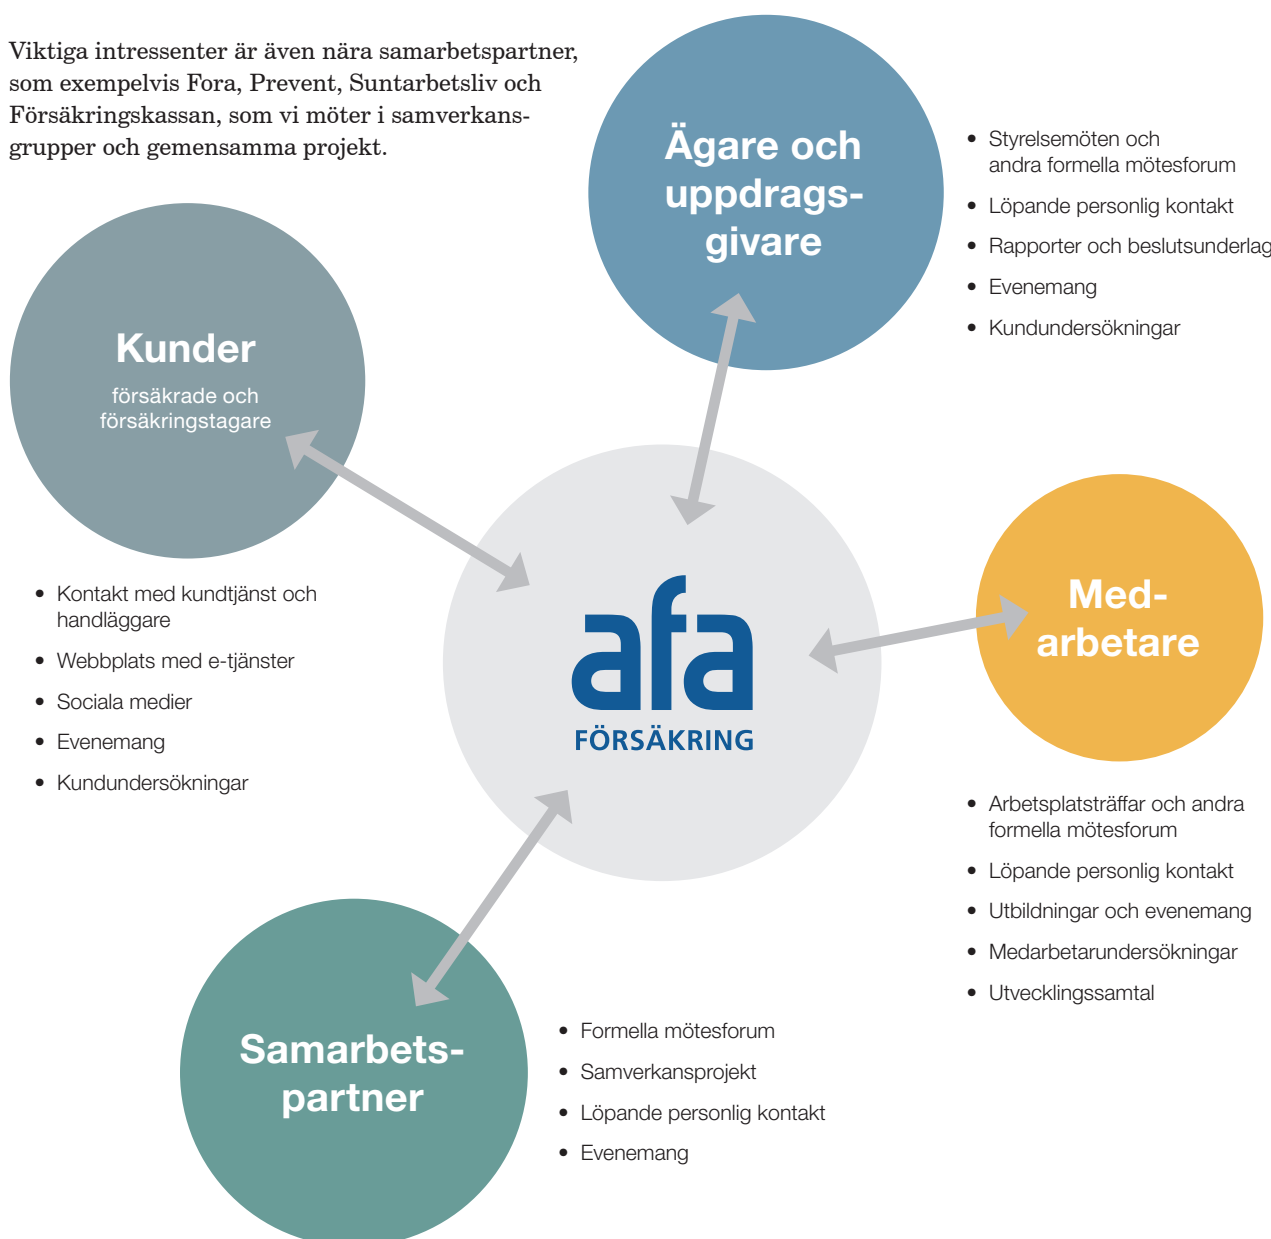 Viktiga intressenter är även nära samarbetspartner,
som exempelvis Fora, Prevent, Suntarbetsliv och
Försäkringskassan, som vi möter i samverkans-
grupper och gemensamma projekt.
Ägare och
uppdrags-
givare
• Styrelsemöten och
andra formella mötesforum
• Löpande personlig kontakt
• Rapporter och beslutsunderlag
• Evenemang
• Kundundersökningar
Kunder
försäkrade och
försäkringstagare
• Kontakt med kundtjänst och
handläggare
• Webbplats med e-tjänster
• Sociala medier
• Evenemang
• Kundundersökningar
afa
FÖRSÄKRING
Med-
arbetare
• Arbetsplatsträffar och andra
formella mötesforum
• Löpande personlig kontakt
• Utbildningar och evenemang
• Medarbetarundersökningar
• Utvecklingssamtal
Samarbets-
partner
• Formella mötesforum
• Samverkansprojekt
• Löpande personlig kontakt
• Evenemang